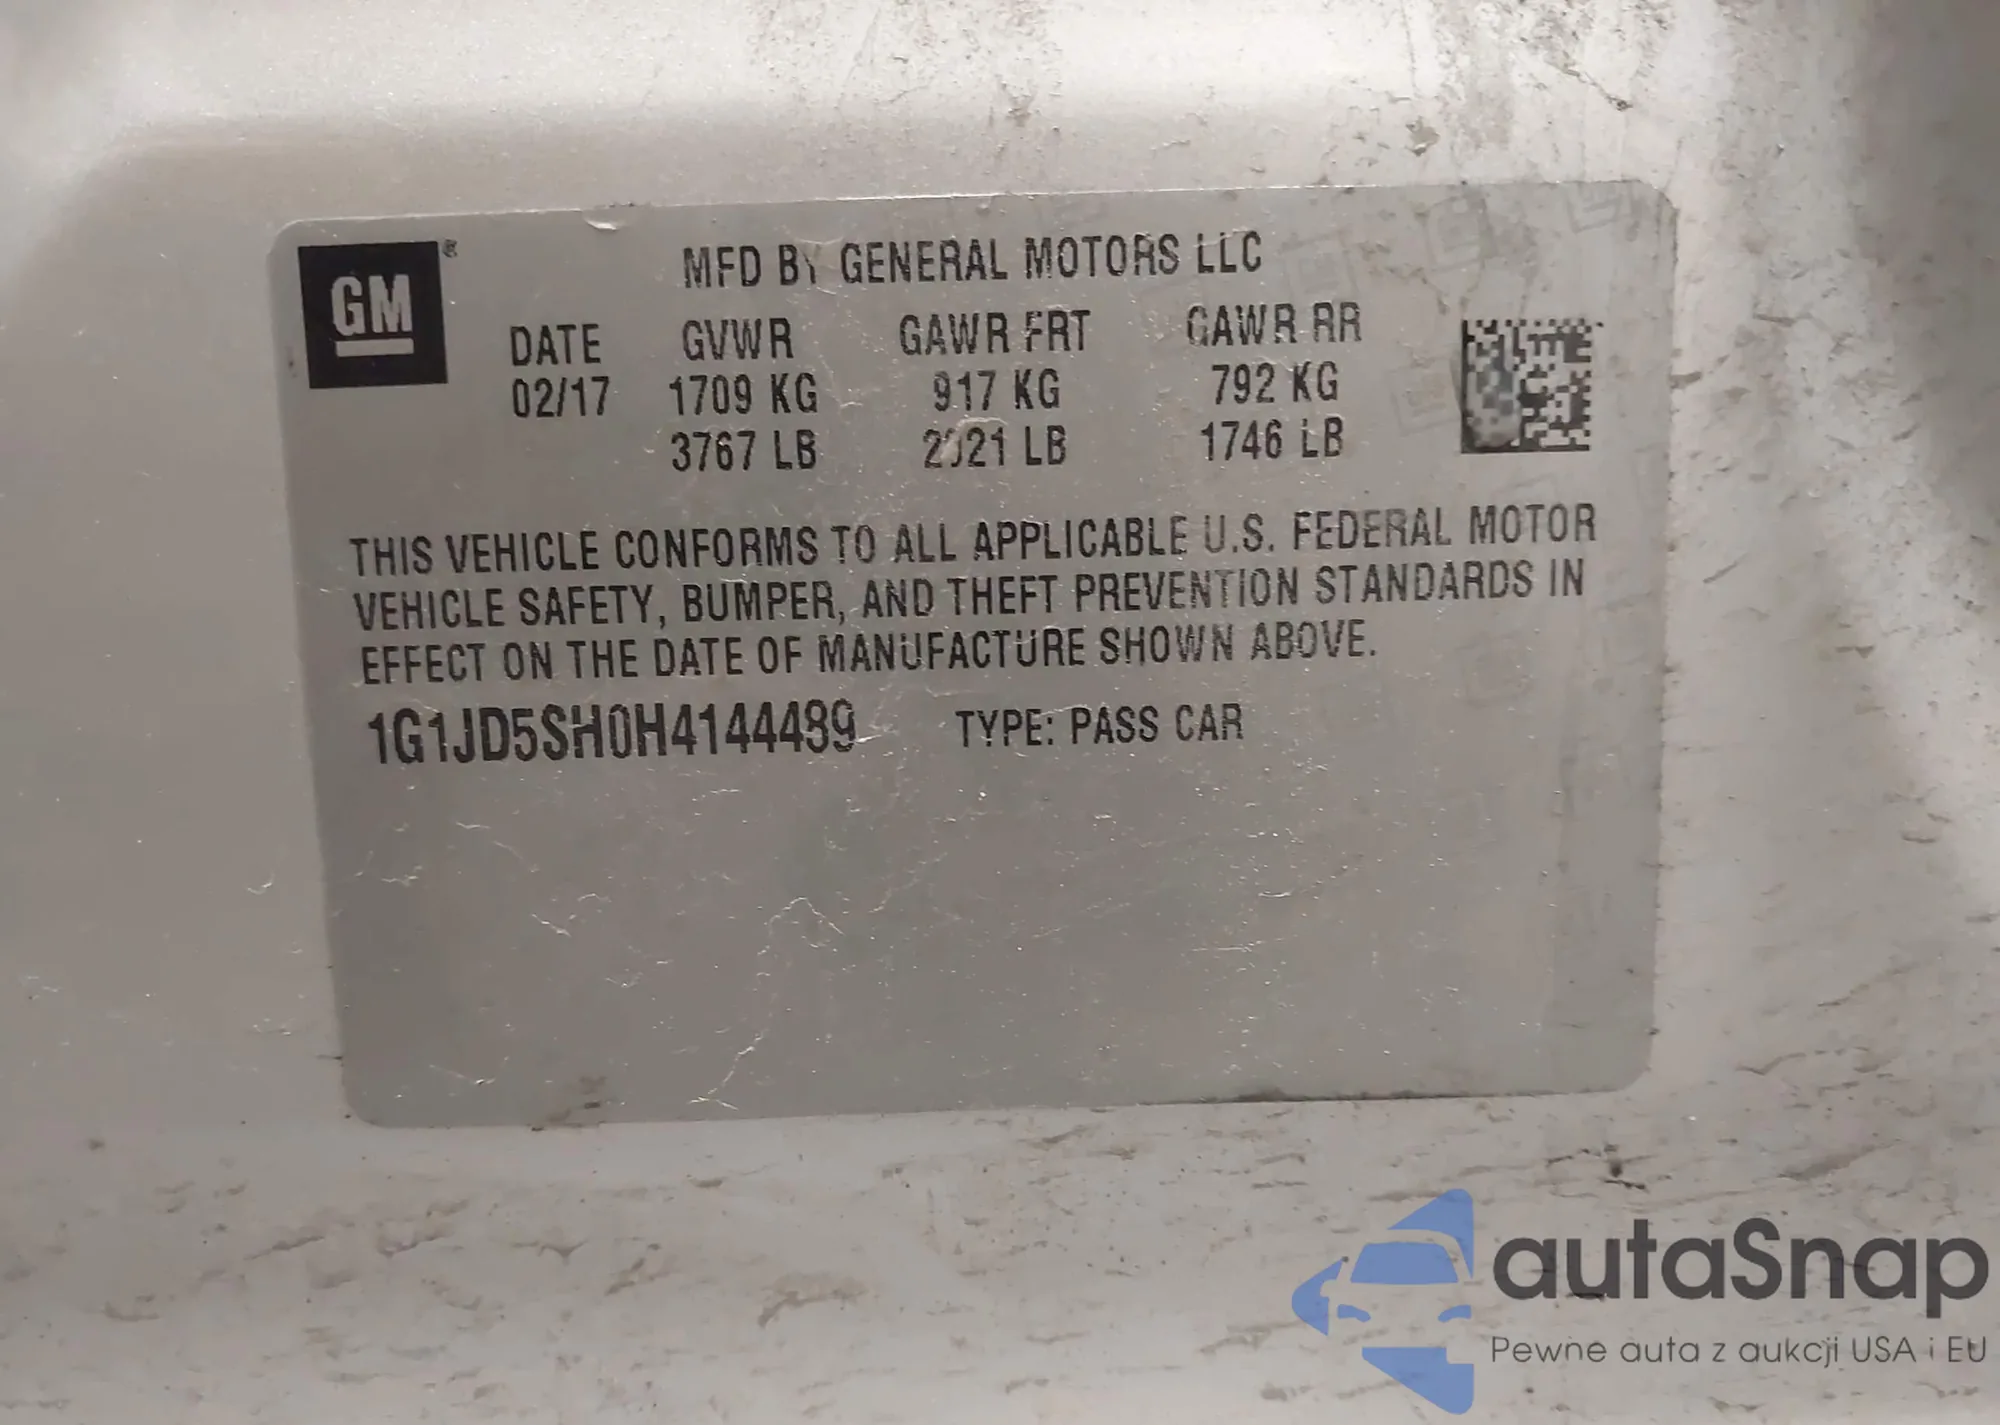 GM®
MFD BY GENERAL MOTORS LLC
DATE GVWR GAWR FRT GAWR RR
02/17 1709 KG 917 KG 792 KG
3767 LB 2021 LB 1746 LB
THIS VEHICLE CONFORMS TO ALL APPLICABLE U.S. FEDERAL MOTOR
VEHICLE SAFETY, BUMPER, AND THEFT PREVENTION STANDARDS IN
EFFECT ON THE DATE OF MANUFACTURE SHOWN ABOVE.
1G1JD5SH0H4144489 TYPE: PASS CAR
autaSnap
Pewne auta z aukcji USA i EU